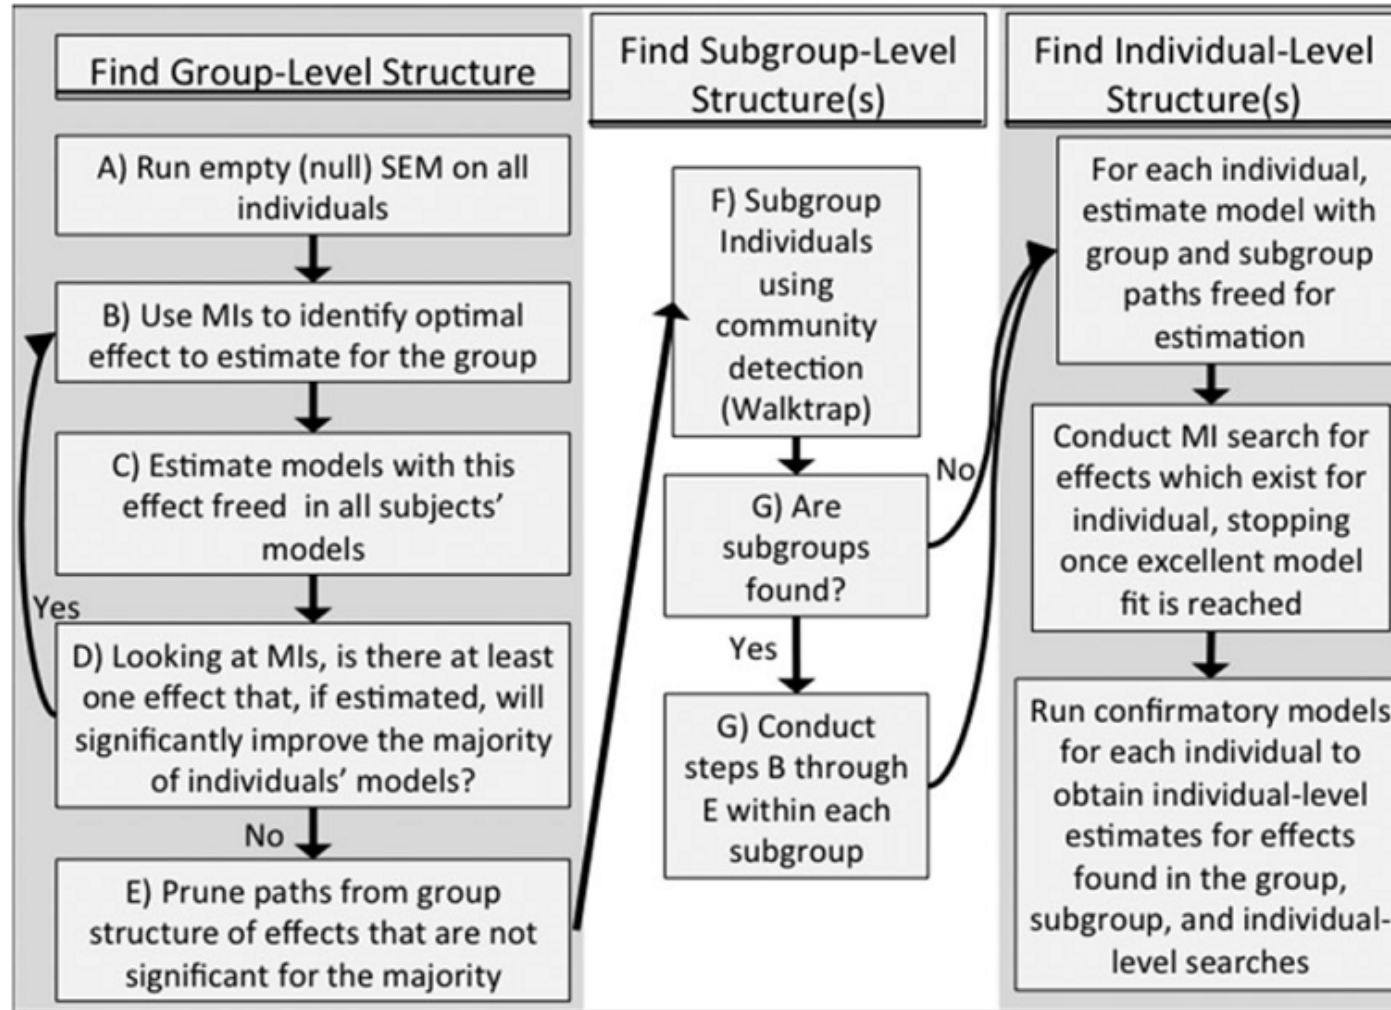 Find Group-Level Structure
A) Run empty (null) SEM on all
individuals
B) Use MIs to identify optimal
effect to estimate for the group
C) Estimate models with this
effect freed in all subjects'
models
Yes
D) Looking at MIs, is there at least
one effect that, if estimated, will
significantly improve the majority
of individuals' models?
No
E) Prune paths from group
structure of effects that are not
significant for the majority
Find Subgroup-Level
Structure(s)
F) Subgroup
Individuals
using
community
detection
(Walktrap)
No
G) Are
subgroups
found?
Yes
G) Conduct
steps B through
E within each
subgroup
Find Individual-Level
Structure(s)
For each individual,
estimate model with
group and subgroup
paths freed for
estimation
Conduct MI search for
effects which exist for
individual, stopping
once excellent model
fit is reached
Run confirmatory models
for each individual to
obtain individual-level
estimates for effects
found in the group,
subgroup, and individual-
level searches